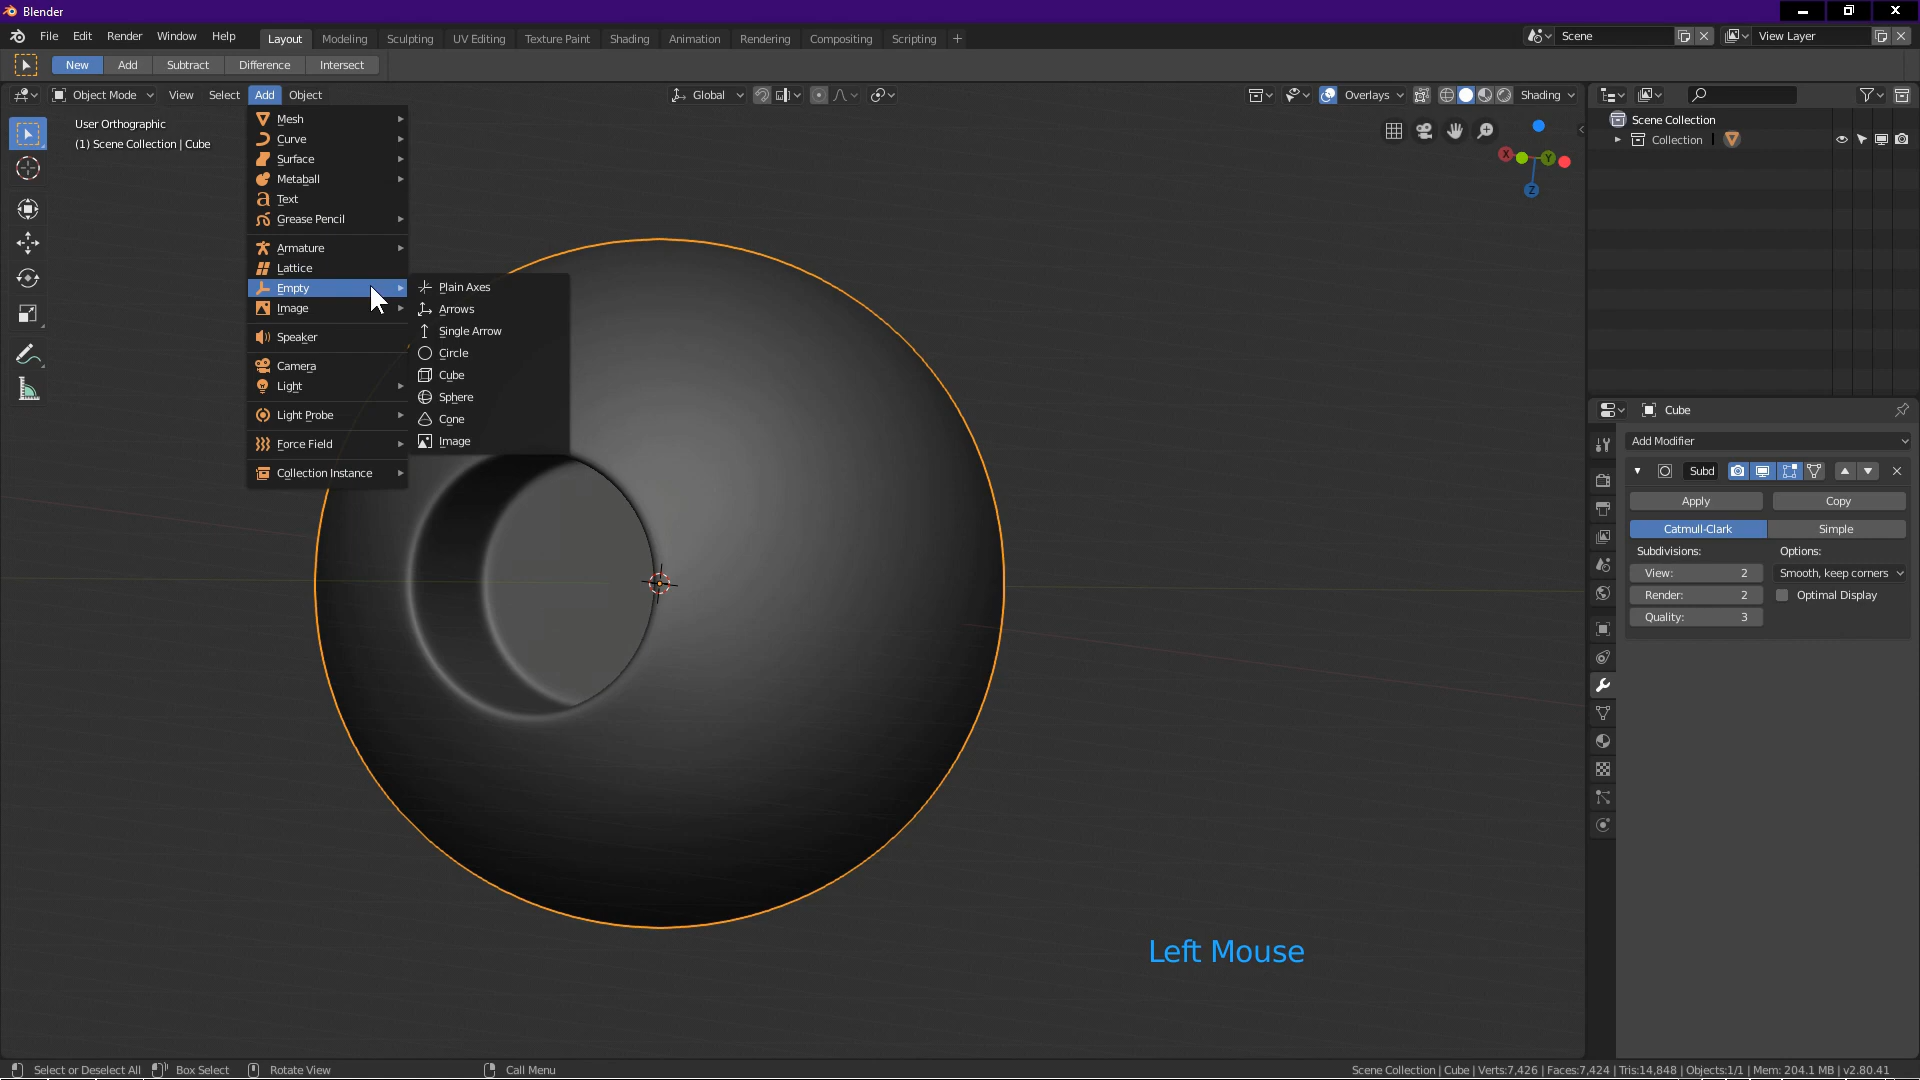 Blender
File Edit Render Window Help Layout Modeling Sculpting UV Editing Texture Paint Shading Animation Rendering Compositing Scripting + Scene View Layer
New Add Subtract Difference Intersect
Object Mode View Select Add Object Global Overlays Shading
User Orthographic
(1) Scene Collection | Cube
Mesh
Curve
Surface
Metaball
Text
Grease Pencil
Armature
Lattice
Empty
Image
Speaker
Camera
Light
Light Probe
Force Field
Collection Instance
Plain Axes
Arrows
Single Arrow
Circle
Cube
Sphere
Cone
Image
X Y
Z
Scene Collection
Collection
Cube
Add Modifier
Subd
Apply Copy
Catmull-Clark Simple
Subdivisions: Options:
View: 2 Smooth, keep corners
Render: 2 Optimal Display
Quality: 3
Left Mouse
Select or Deselect All Box Select Rotate View Call Menu Scene Collection | Cube | Verts:7,426 | Faces:7,424 | Tris:14,848 | Objects:1/1 | Mem: 204.1 MB | v2.80.41